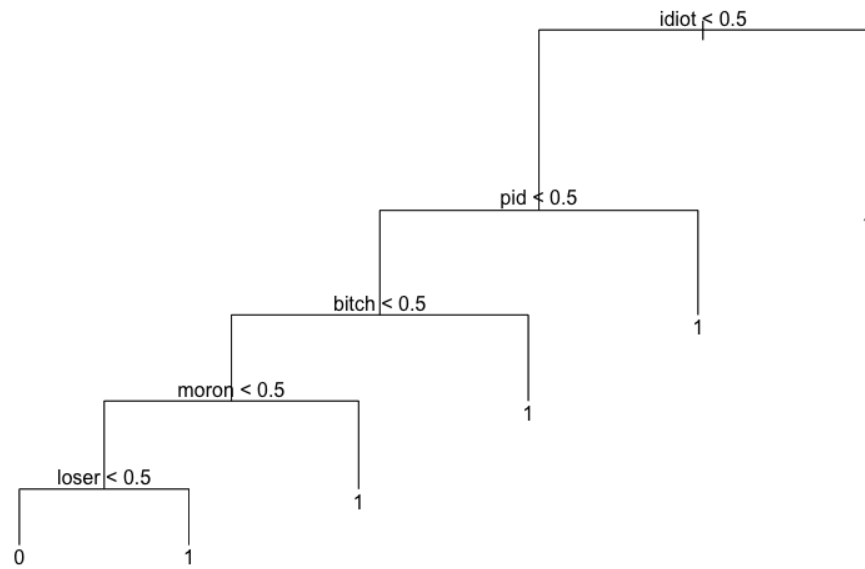 idiot < 0.5
pid < 0.5
bitch < 0.5
1
moron < 0.5
1
loser < 0.5
1
0
1